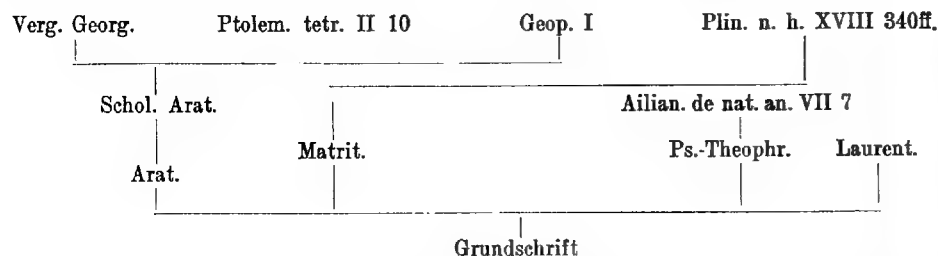 Verg. Georg. Ptolem. tetr. II 10 Geop. I Plin. n. h. XVIII 340ff.
Schol. Arat. Ailian. de nat. an. VII 7
Arat. Matrit. Ps.-Theophr. Laurent.
Grundschrift